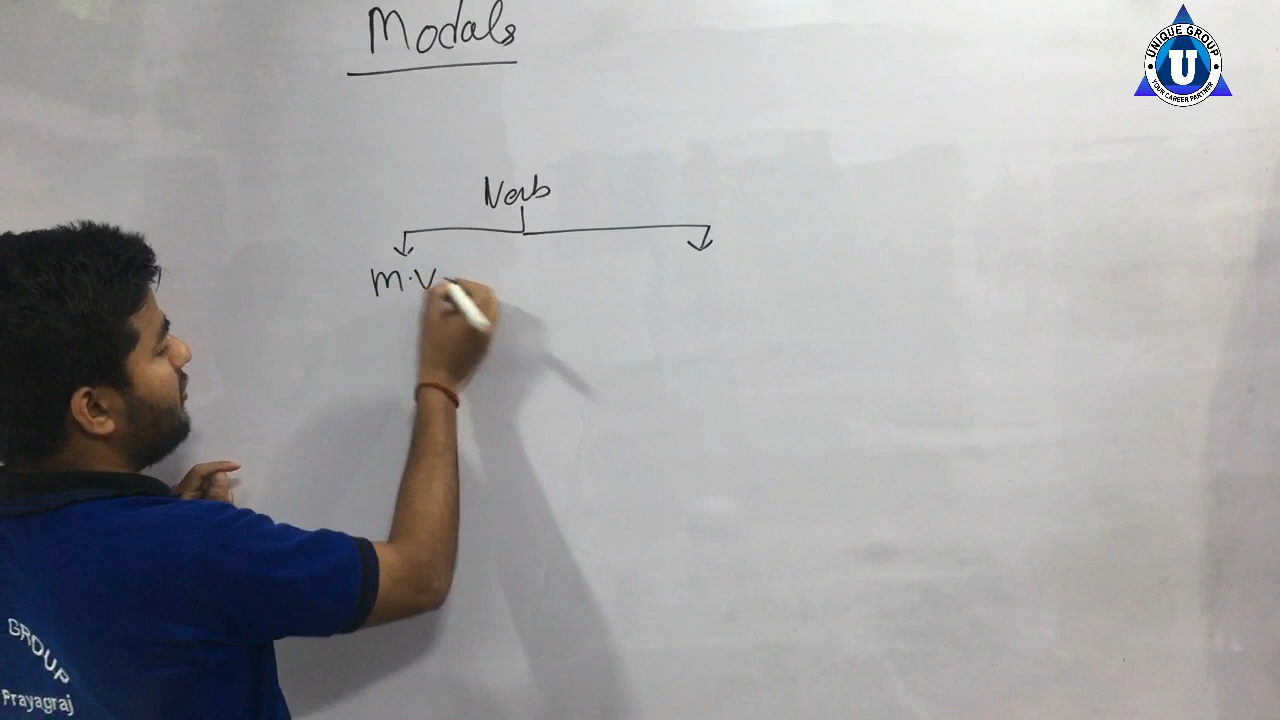 Modals
UNIQUE GROUP
U
YOUR CAREER PARTNER
Verb
M.V
GROUP
Prayagraj